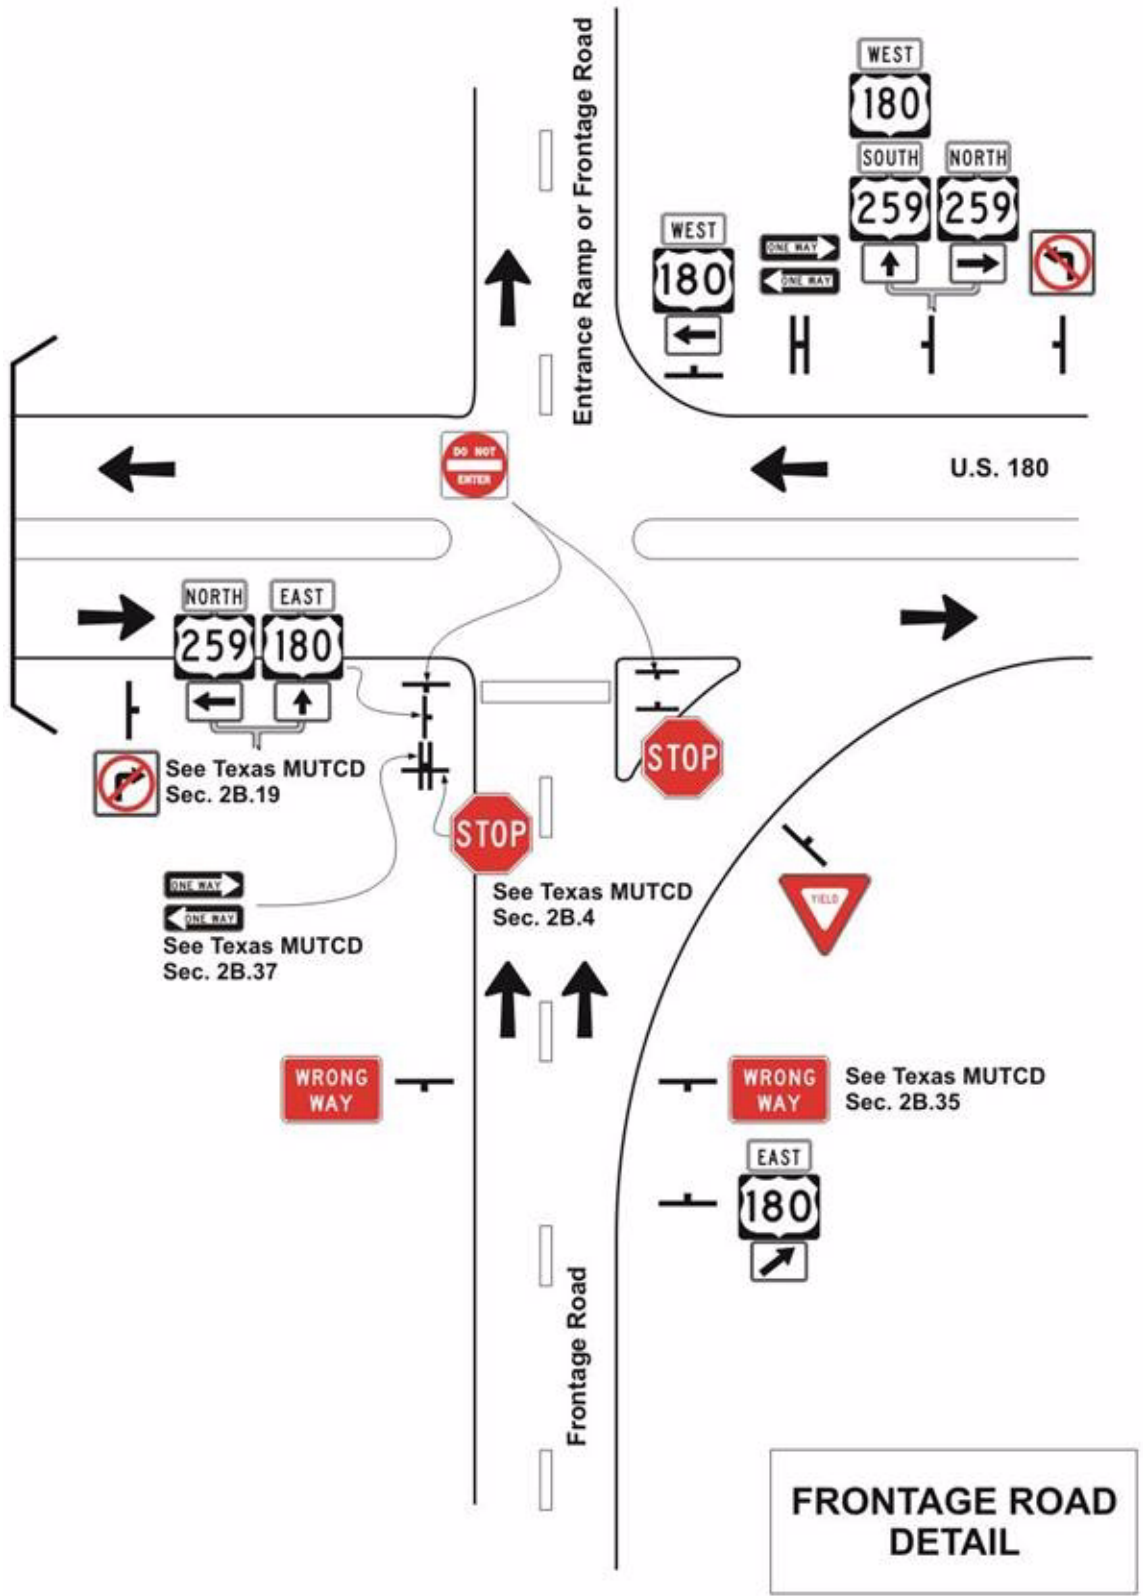 Entrance Ramp or Frontage Road
WEST
180
SOUTH
259
NORTH
259
WEST
180
ONE WAY
ONE WAY
DO NOT
ENTER
U.S. 180
NORTH
259
EAST
180
See Texas MUTCD
Sec. 2B.19
STOP
STOP
See Texas MUTCD
Sec. 2B.4
ONE WAY
ONE WAY
See Texas MUTCD
Sec. 2B.37
YIELD
WRONG
WAY
WRONG
WAY
See Texas MUTCD
Sec. 2B.35
EAST
180
Frontage Road
FRONTAGE ROAD
DETAIL